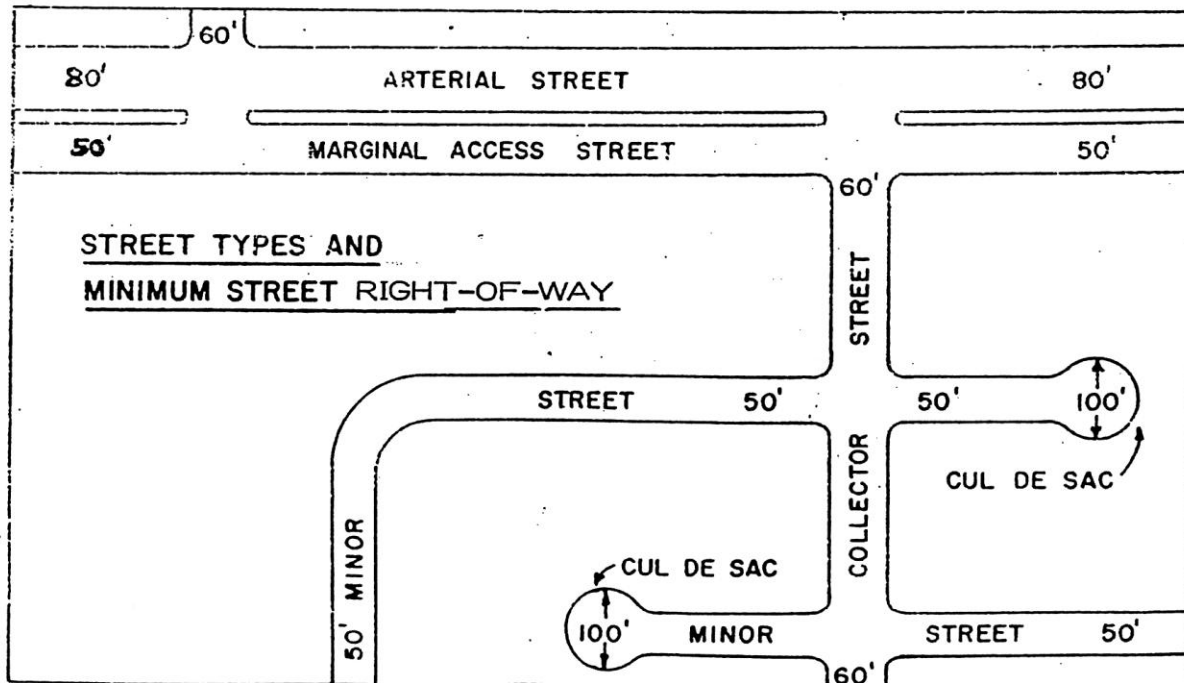 60'
80' ARTERIAL STREET 80'
50' MARGINAL ACCESS STREET 50'
60'
STREET TYPES AND
MINIMUM STREET RIGHT-OF-WAY
STREET
STREET 50' 50' 100'
CUL DE SAC
COLLECTOR
50' MINOR
CUL DE SAC
100' MINOR STREET 50'
60'